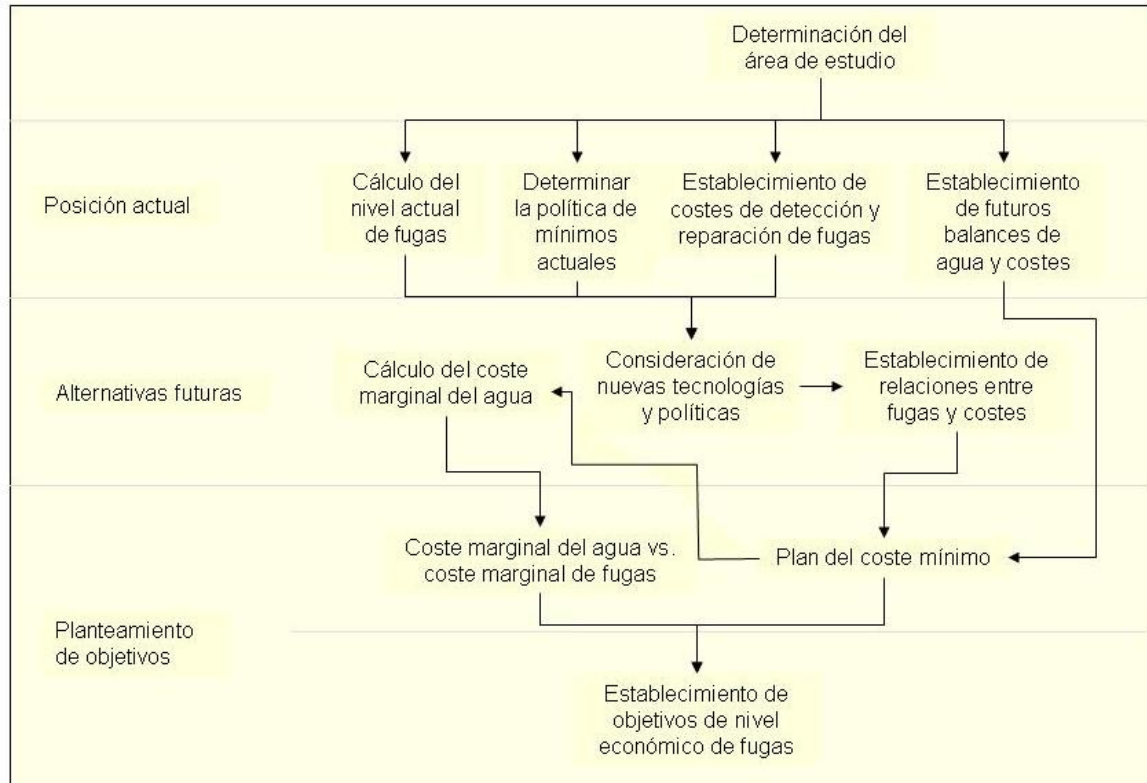 Determinación del
área de estudio
Posición actual
Cálculo del
nivel actual
de fugas
Determinar
la política de
mínimos
actuales
Establecimiento de
costes de detección y
reparación de fugas
Establecimiento
de futuros
balances de
agua y costes
Alternativas futuras
Cálculo del coste
marginal del agua
Consideración de
nuevas tecnologías
y políticas
Establecimiento de
relaciones entre
fugas y costes
Planteamiento
de objetivos
Coste marginal del agua vs.
coste marginal de fugas
Plan del coste mínimo
Establecimiento de
objetivos de nivel
económico de fugas